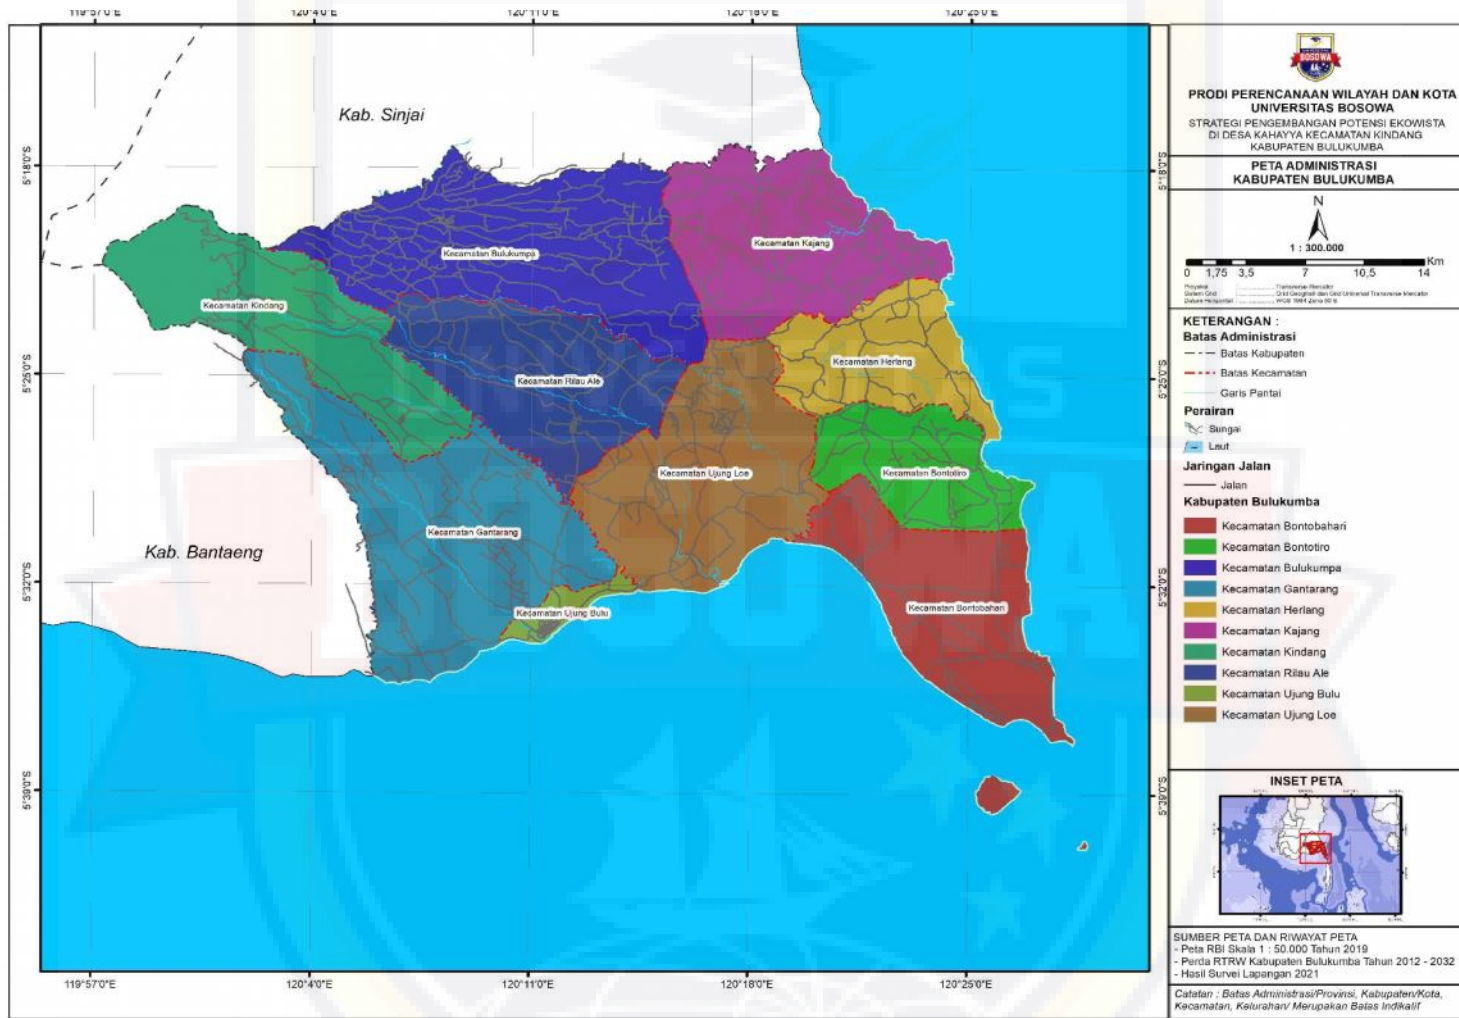 119°57'0"E 120°4'0"E 120°11'0"E 120°18'0"E 120°25'0"E
Kab. Sinjai
5°18'0"S
5°18'0"S
Kecamatan Kajang
Kecamatan Bulukumpa
Kecamatan Kindang
Kecamatan Herlang
5°25'0"S
5°25'0"S
Kecamatan Rilau Ale
Kecamatan Ujung Loe
Kecamatan Bontotiro
Kecamatan Gantarang
Kab. Bantaeng
5°32'0"S
5°32'0"S
Kecamatan Ujung Bulu
Kecamatan Bontobahari
5°39'0"S
5°39'0"S
119°57'0"E 120°4'0"E 120°11'0"E 120°18'0"E 120°25'0"E
BOSOWA
PRODI PERENCANAAN WILAYAH DAN KOTA
UNIVERSITAS BOSOWA
STRATEGI PENGEMBANGAN POTENSI EKOWISTA
DI DESA KAHAYYA KECAMATAN KINDANG
KABUPATEN BULUKUMBA
PETA ADMINISTRASI
KABUPATEN BULUKUMBA
N
1 : 300.000
Km
0 1,75 3,5 7 10,5 14
Transverse Mercator
KETERANGAN :
Batas Administrasi
Batas Kabupaten
Batas Kecamatan
Garis Pantai
Perairan
Sungai
Laut
Jaringan Jalan
Jalan
Kabupaten Bulukumba
Kecamatan Bontobahari
Kecamatan Bontotiro
Kecamatan Bulukumpa
Kecamatan Gantarang
Kecamatan Herlang
Kecamatan Kajang
Kecamatan Kindang
Kecamatan Rilau Ale
Kecamatan Ujung Bulu
Kecamatan Ujung Loe
INSET PETA
SUMBER PETA DAN RIWAYAT PETA
- Peta RBI Skala 1 : 50.000 Tahun 2019
- Perda RTRW Kabupaten Bulukumba Tahun 2012 - 2032
- Hasil Survei Lapangan 2021
Catatan : Batas Administrasi/Provinsi, Kabupaten/Kota,
Kecamatan, Kelurahan/ Merupakan Batas Indikatif